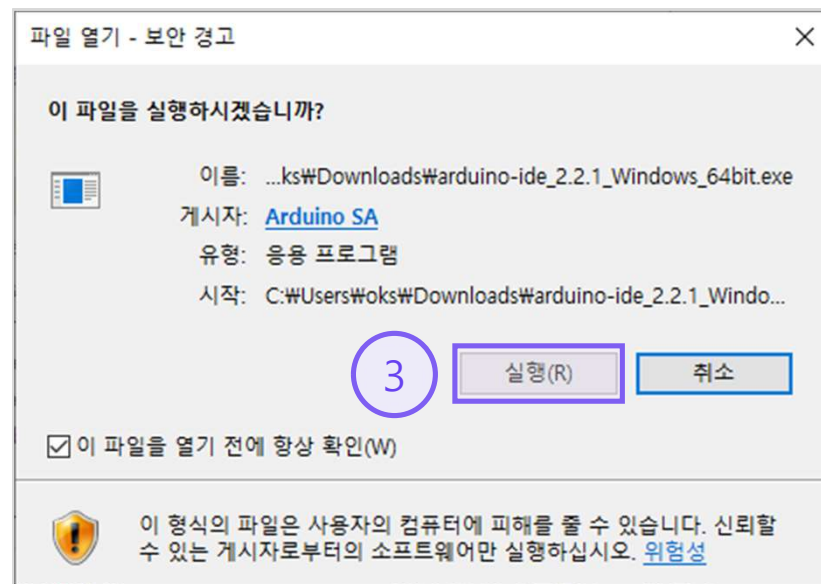 파일 열기 - 보안 경고
이 파일을 실행하시겠습니까?
이름: ...ks₩Downloads₩arduino-ide_2.2.1_Windows_64bit.exe
게시자: Arduino SA
유형: 응용 프로그램
시작: C:₩Users₩oks₩Downloads₩arduino-ide_2.2.1_Windo...
3 실행(R) 취소
이 파일을 열기 전에 항상 확인(W)
이 형식의 파일은 사용자의 컴퓨터에 피해를 줄 수 있습니다. 신뢰할
수 있는 게시자로부터의 소프트웨어만 실행하십시오. 위험성